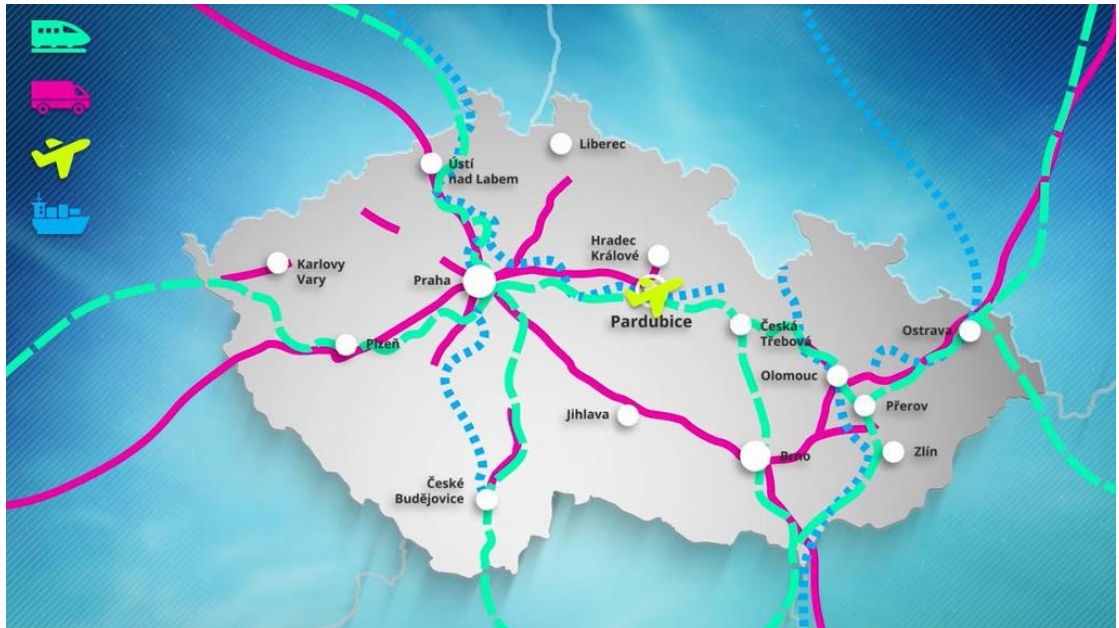 Liberec
Ústí
nad Labem
Hradec
Králové
Karlovy
Vary
Praha
Pardubice
Česká
Třebová
Ostrava
Plzeň
Olomouc
Přerov
Jihlava
Brno
Zlín
České
Budějovice